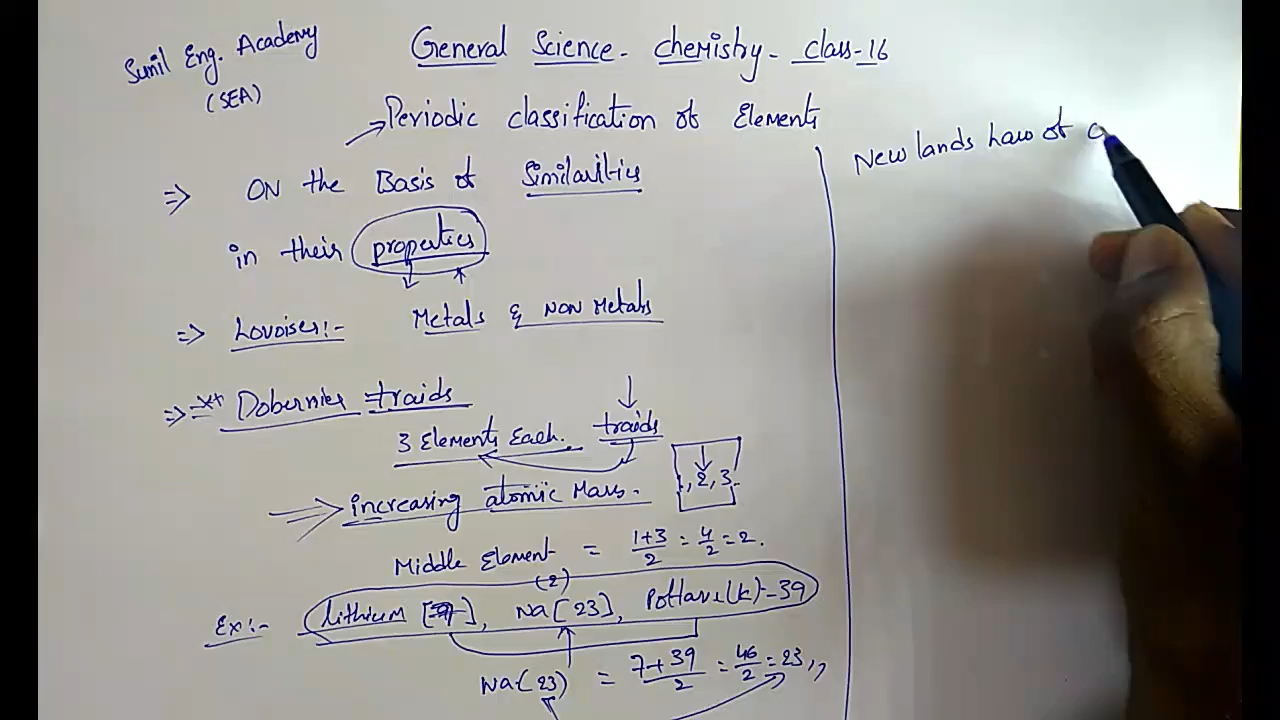 Sunil Eng. Academy
(SEA)
General Science - chemistry - class-16
Periodic classification of Elements
=> ON the Basis of Similarities
in their properties
=> Lovoiser:- Metals & NON Metals
=> ** Dobernier traids
3 Elements Each. traids
1, 2, 3.
increasing atomic Mass.
Middle Element = 1+3/2 = 4/2 = 2.
(2)
Ex:- lithium [7], Na [23], Pottasi(k)-39
Na(23) = 7+39/2 = 46/2 = 23,,
New lands Law of